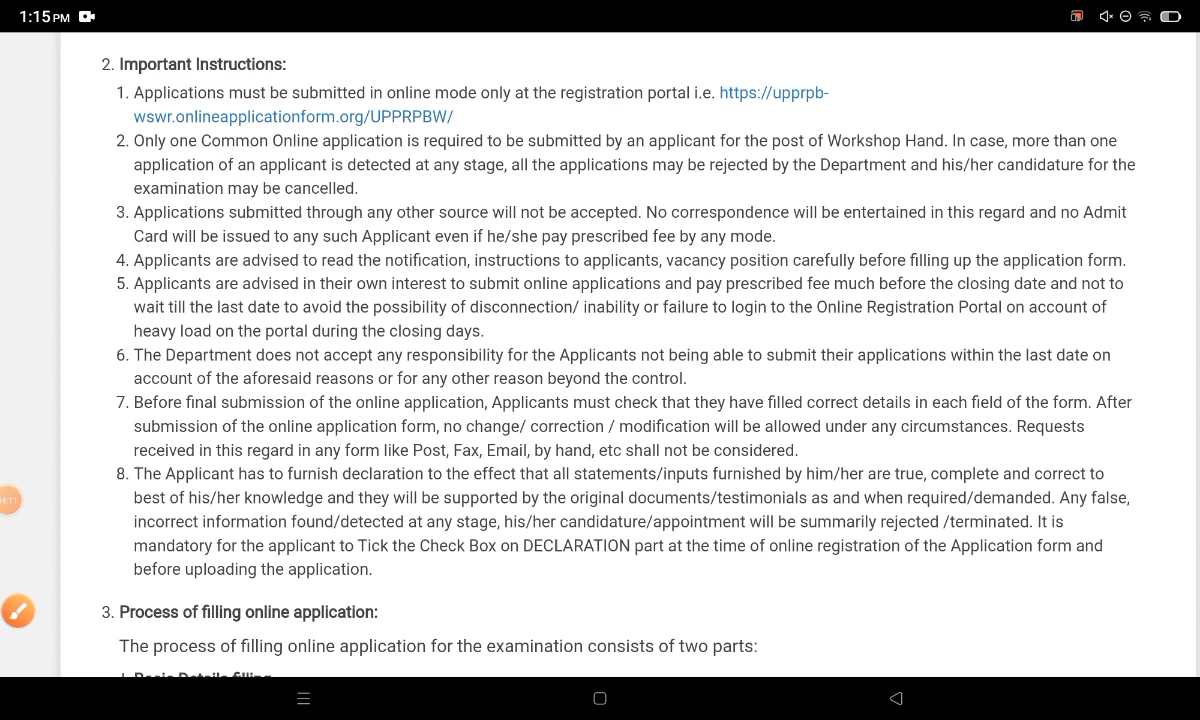 1:15 PM
2. Important Instructions:
1. Applications must be submitted in online mode only at the registration portal i.e. https://upprpb-
wswr.onlineapplicationform.org/UPPRPBW/
2. Only one Common Online application is required to be submitted by an applicant for the post of Workshop Hand. In case, more than one
application of an applicant is detected at any stage, all the applications may be rejected by the Department and his/her candidature for the
examination may be cancelled.
3. Applications submitted through any other source will not be accepted. No correspondence will be entertained in this regard and no Admit
Card will be issued to any such Applicant even if he/she pay prescribed fee by any mode.
4. Applicants are advised to read the notification, instructions to applicants, vacancy position carefully before filling up the application form.
5. Applicants are advised in their own interest to submit online applications and pay prescribed fee much before the closing date and not to
wait till the last date to avoid the possibility of disconnection/ inability or failure to login to the Online Registration Portal on account of
heavy load on the portal during the closing days.
6. The Department does not accept any responsibility for the Applicants not being able to submit their applications within the last date on
account of the aforesaid reasons or for any other reason beyond the control.
7. Before final submission of the online application, Applicants must check that they have filled correct details in each field of the form. After
submission of the online application form, no change/ correction / modification will be allowed under any circumstances. Requests
received in this regard in any form like Post, Fax, Email, by hand, etc shall not be considered.
8. The Applicant has to furnish declaration to the effect that all statements/inputs furnished by him/her are true, complete and correct to
best of his/her knowledge and they will be supported by the original documents/testimonials as and when required/demanded. Any false,
04:11
incorrect information found/detected at any stage, his/her candidature/appointment will be summarily rejected /terminated. It is
mandatory for the applicant to Tick the Check Box on DECLARATION part at the time of online registration of the Application form and
before uploading the application.
3. Process of filling online application:
The process of filling online application for the examination consists of two parts:
I. Basic Details filling